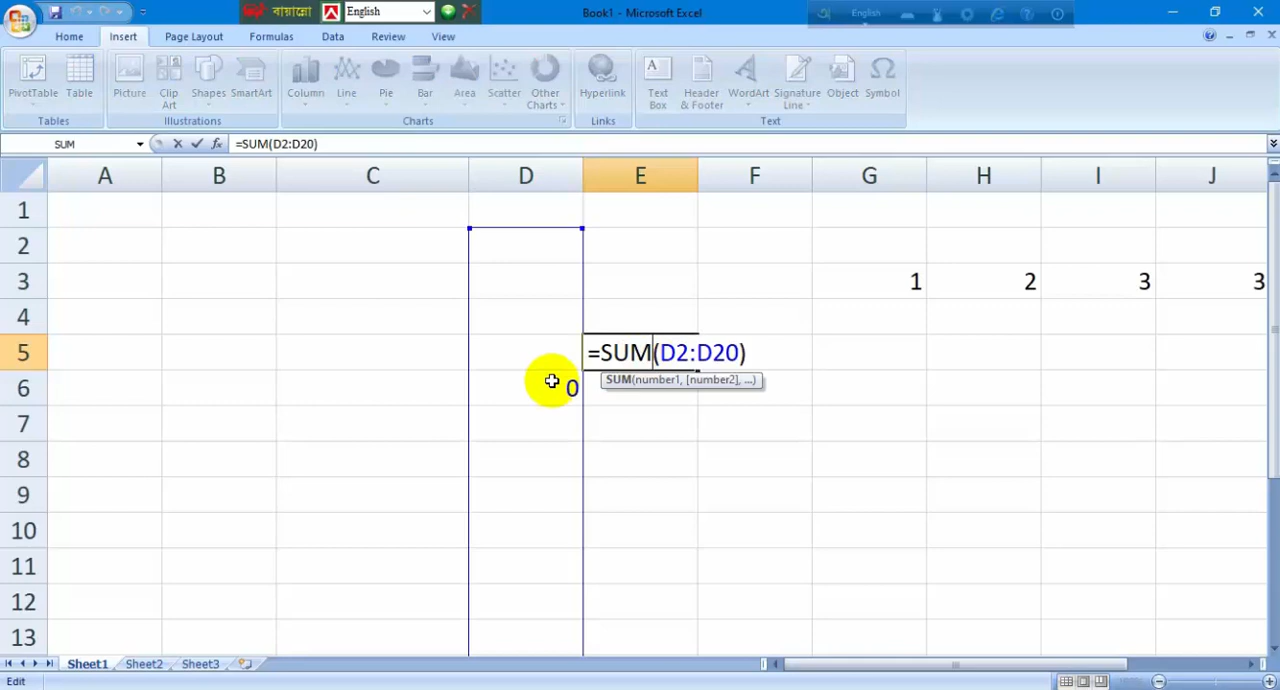 বায়ান্নো English Book1 - Microsoft Excel English
Home Insert Page Layout Formulas Data Review View
PivotTable Table Picture Clip Art Shapes SmartArt Column Line Pie Bar Area Scatter Other Charts Hyperlink Text Box Header & Footer WordArt Signature Line Object Symbol
Tables Illustrations Charts Links Text
SUM fx =SUM(D2:D20)
A B C D E F G H I J
1
2
3 1 2 3 3
4
5 =SUM(D2:D20)
SUM(number1, [number2], ...)
6 0
7
8
9
10
11
12
13
Sheet1 Sheet2 Sheet3
Edit